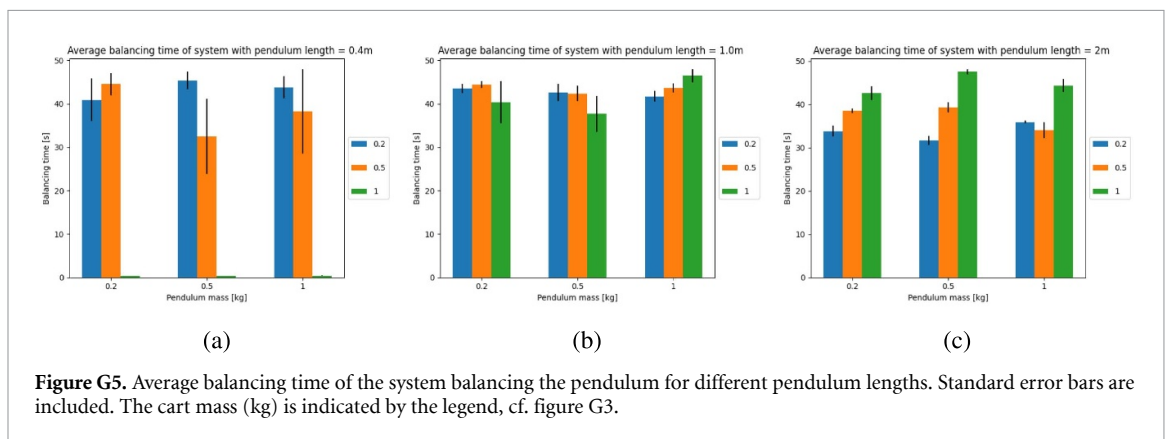 Average balancing time of system with pendulum length = 0.4m
50
40
30
20
10
0
Balancing time [s]
0.2
0.5
1
Pendulum mass [kg]
0.2
0.5
1
(a)
Average balancing time of system with pendulum length = 1.0m
50
40
30
20
10
0
Balancing time [s]
0.2
0.5
1
Pendulum mass [kg]
0.2
0.5
1
(b)
Average balancing time of system with pendulum length = 2m
50
40
30
20
10
0
Balancing time [s]
0.2
0.5
1
Pendulum mass [kg]
0.2
0.5
1
(c)
Figure G5. Average balancing time of the system balancing the pendulum for different pendulum lengths. Standard error bars are
included. The cart mass (kg) is indicated by the legend, cf. figure G3.